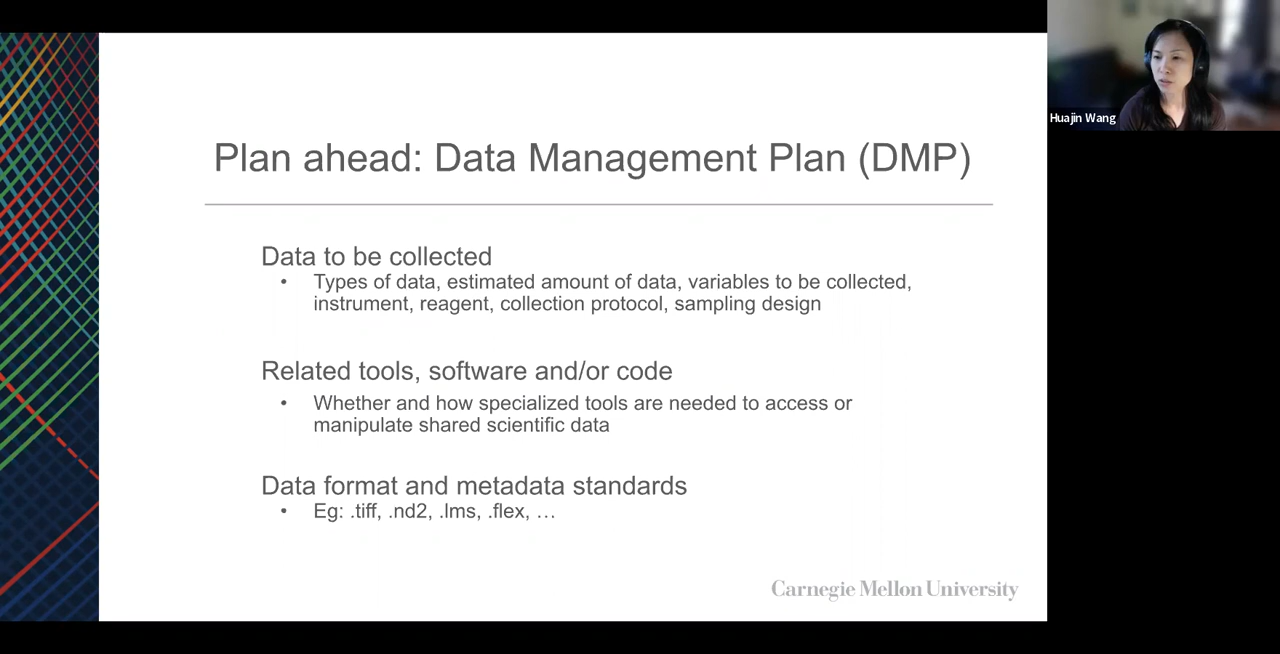 Plan ahead: Data Management Plan (DMP)
Data to be collected
• Types of data, estimated amount of data, variables to be collected,
instrument, reagent, collection protocol, sampling design
Related tools, software and/or code
• Whether and how specialized tools are needed to access or
manipulate shared scientific data
Data format and metadata standards
• Eg: .tiff, .nd2, .lms, .flex, …
Carnegie Mellon University
Huajin Wang